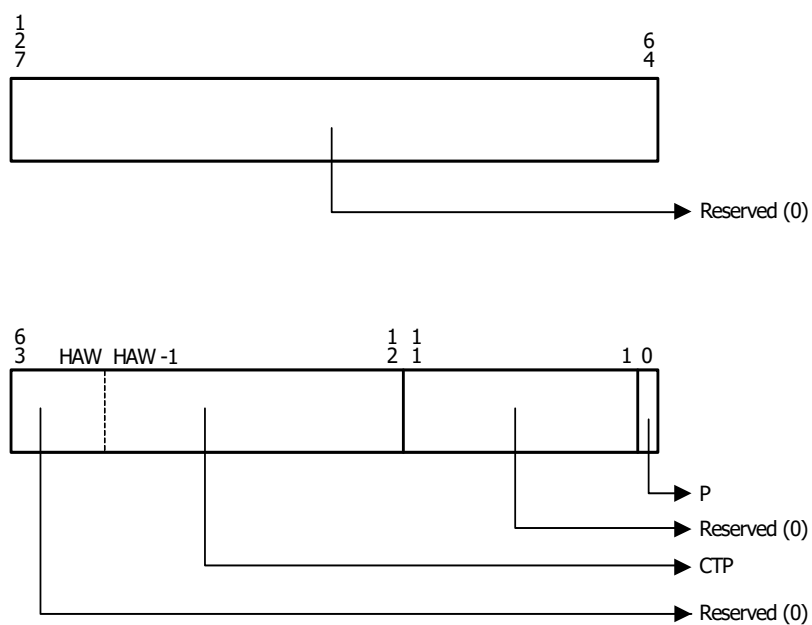 127 64
Reserved (0)
63 HAW HAW -1 12 11 1 0
P
Reserved (0)
CTP
Reserved (0)